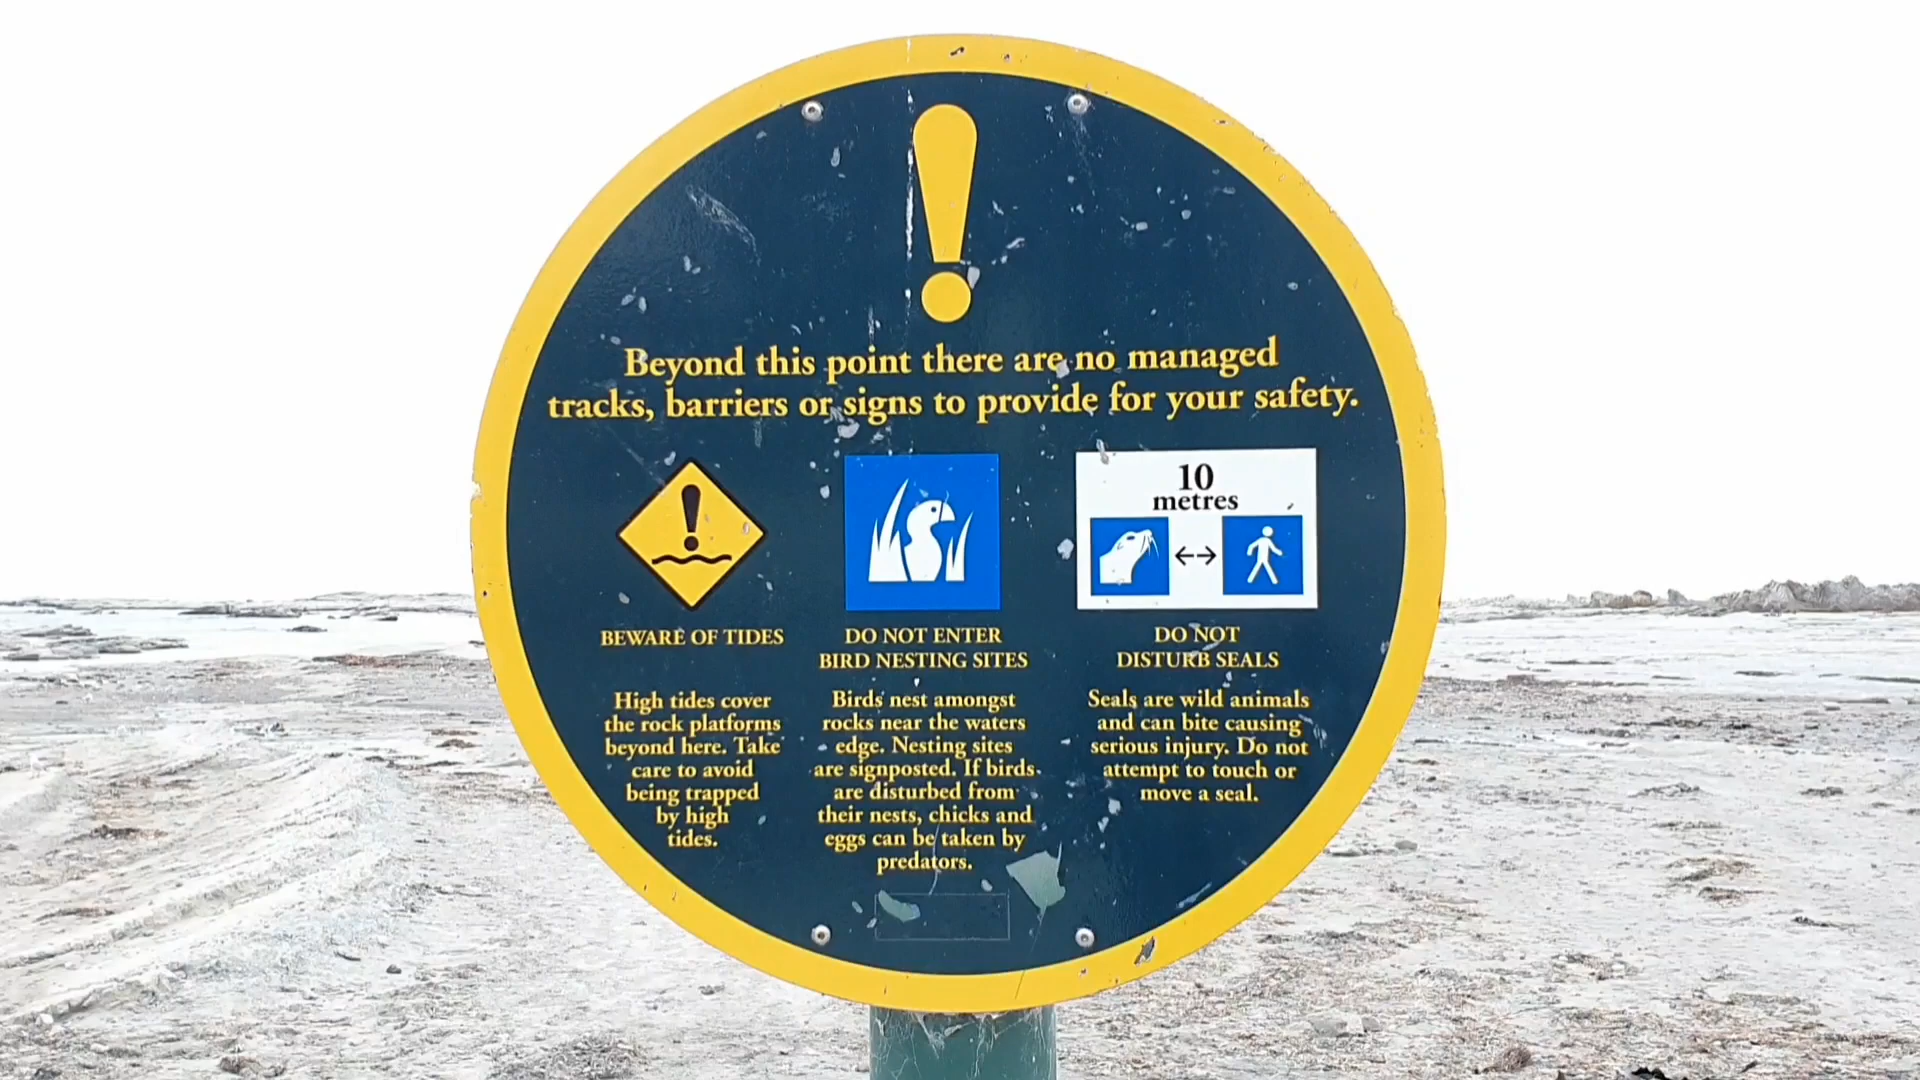 Beyond this point there are no managed
tracks, barriers or signs to provide for your safety.
BEWARE OF TIDES
High tides cover
the rock platforms
beyond here. Take
care to avoid
being trapped
by high
tides.
DO NOT ENTER
BIRD NESTING SITES
Birds nest amongst
rocks near the waters
edge. Nesting sites
are signposted. If birds
are disturbed from
their nests, chicks and
eggs can be taken by
predators.
10
metres
DO NOT
DISTURB SEALS
Seals are wild animals
and can bite causing
serious injury. Do not
attempt to touch or
move a seal.